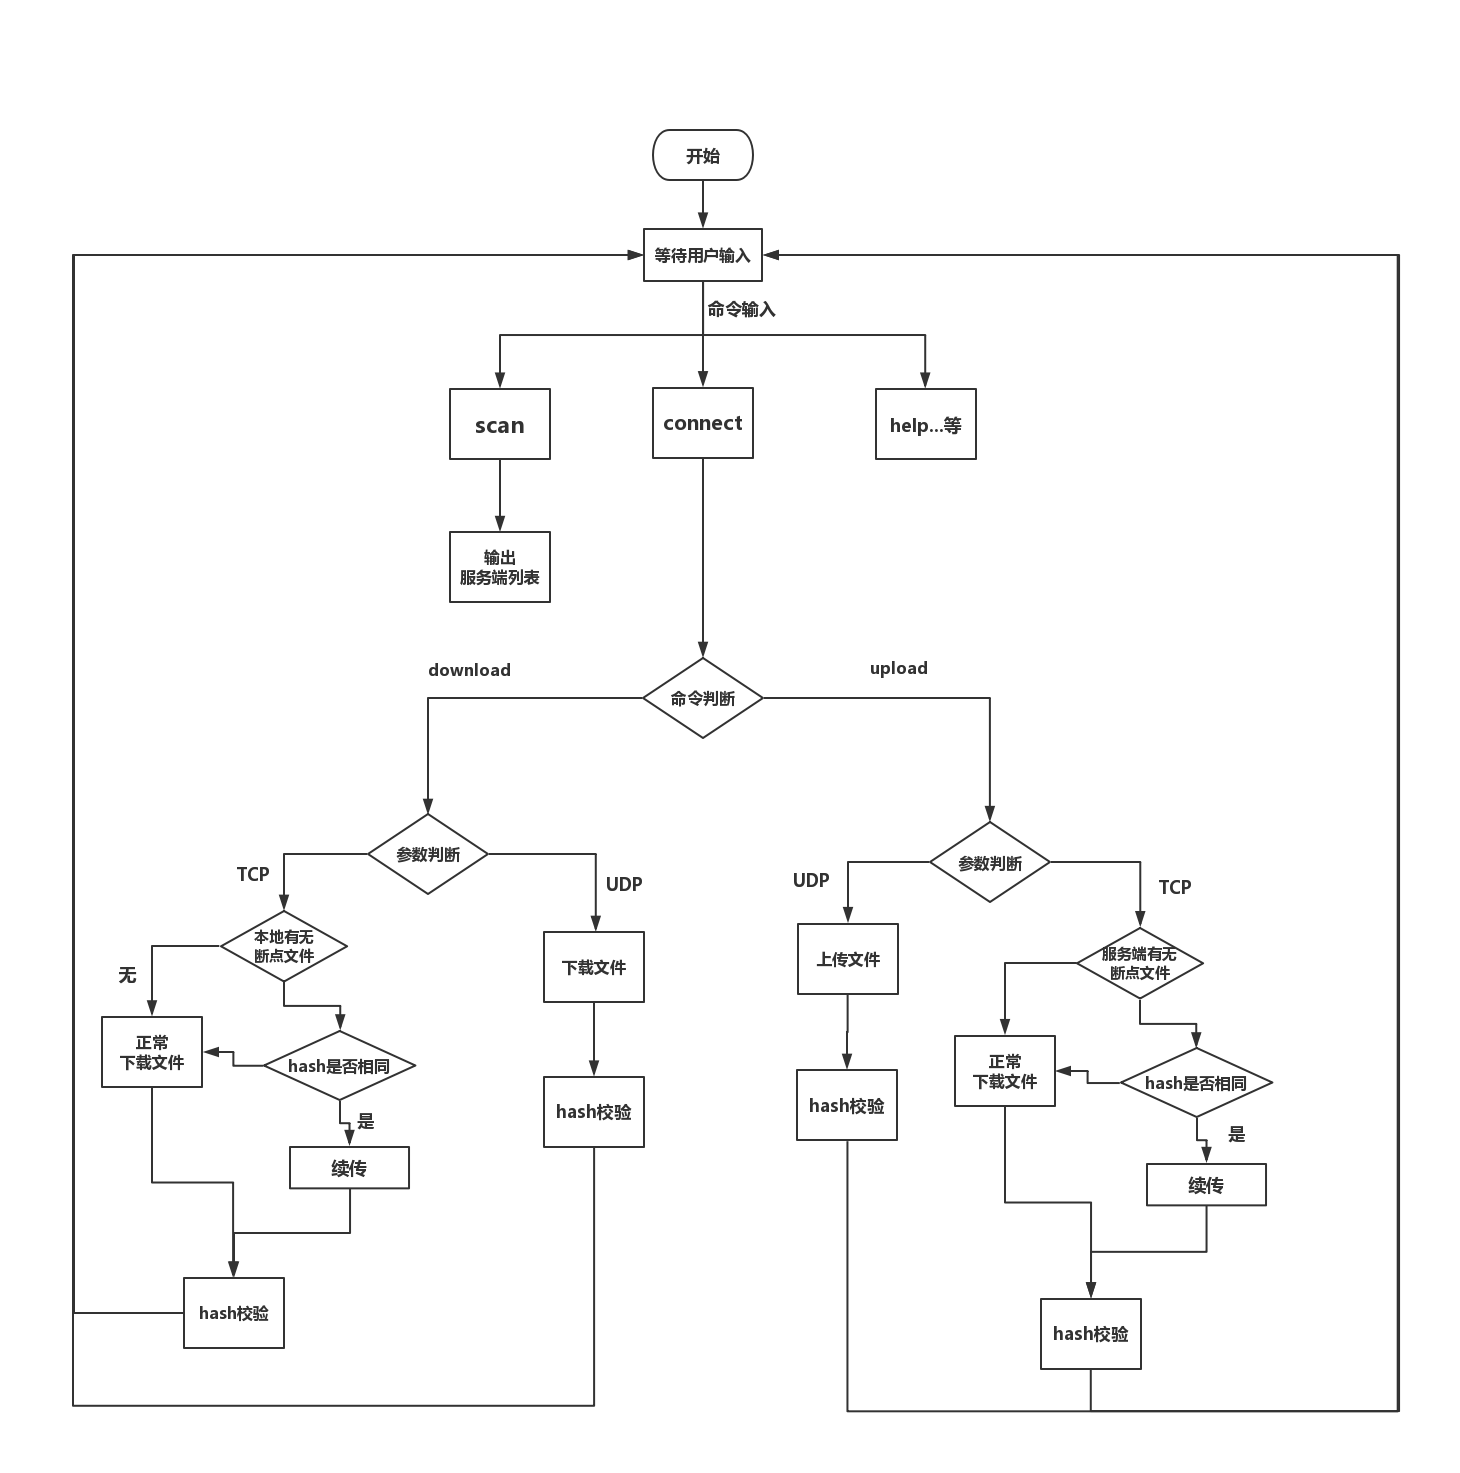 开始
等待用户输入
命令输入
scan
connect
help...等
输出
服务端列表
download
upload
命令判断
参数判断
参数判断
TCP
UDP
UDP
TCP
本地有无
断点文件
服务端有无
断点文件
无
下载文件
上传文件
正常
下载文件
hash是否相同
正常
下载文件
hash是否相同
是
hash校验
hash校验
是
续传
续传
hash校验
hash校验